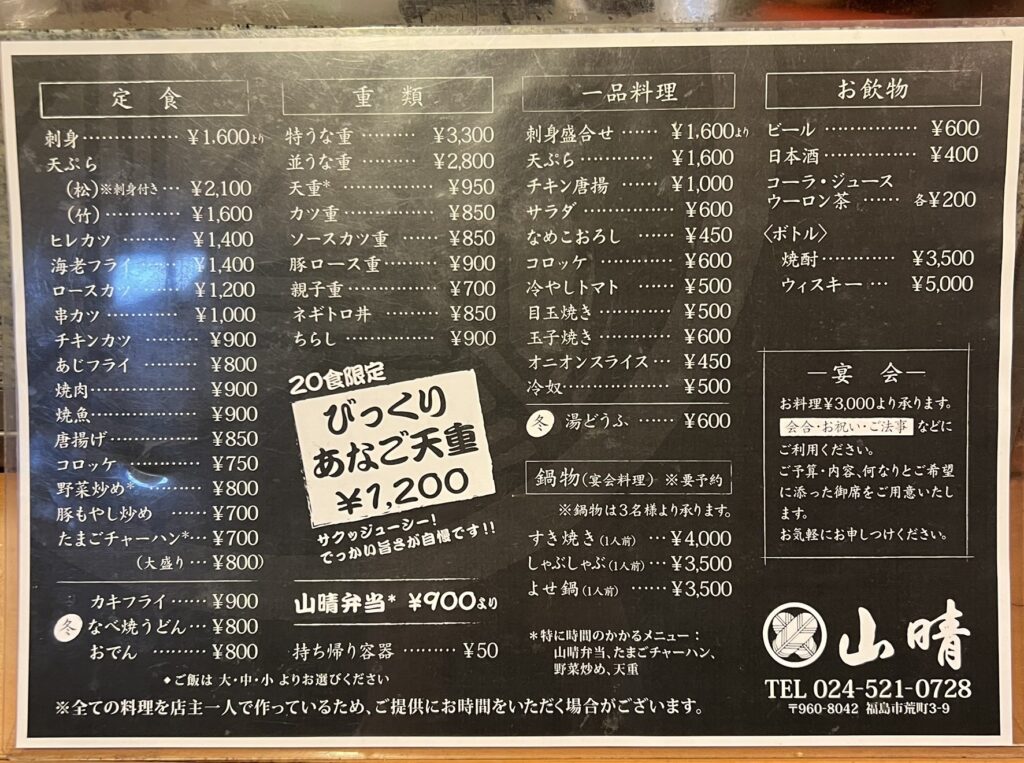 定食
刺身……………¥1,600より
天ぷら
(松)※刺身付き…¥2,100
(竹)…………¥1,600
ヒレカツ…………¥1,400
海老フライ………¥1,400
ロースカツ………¥1,200
串カツ……………¥1,000
チキンカツ………¥900
あじフライ………¥800
焼肉………………¥900
焼魚………………¥900
唐揚げ……………¥850
コロッケ…………¥750
野菜炒め*………¥800
豚もやし炒め……¥700
たまごチャーハン*…¥700
(大盛り…¥800)
冬
カキフライ……¥900
なべ焼うどん…¥800
おでん…………¥800
◆ご飯は 大・中・小 よりお選びください
重類
特うな重………¥3,300
並うな重………¥2,800
天重*…………¥950
カツ重…………¥850
ソースカツ重……¥850
豚ロース重………¥900
親子重……………¥700
ネギトロ丼………¥850
ちらし……………¥900
20食限定
びっくり
あなご天重
¥1,200
サクッジューシー!
でっかい旨さが自慢です!!
山晴弁当* ¥900より
持ち帰り容器……¥50
一品料理
刺身盛合せ……¥1,600より
天ぷら…………¥1,600
チキン唐揚……¥1,000
サラダ…………¥600
なめこおろし……¥450
コロッケ………¥600
冷やしトマト……¥500
目玉焼き………¥500
玉子焼き………¥600
オニオンスライス…¥450
冷奴……………¥500
冬 湯どうふ……¥600
鍋物(宴会料理) ※要予約
※鍋物は3名様より承ります。
すき焼き(1人前)…¥4,000
しゃぶしゃぶ(1人前)…¥3,500
よせ鍋(1人前)……¥3,500
*特に時間のかかるメニュー:
山晴弁当、たまごチャーハン、
野菜炒め、天重
お飲物
ビール……………¥600
日本酒……………¥400
コーラ・ジュース
ウーロン茶……各¥200
〈ボトル〉
焼酎…………¥3,500
ウィスキー…¥5,000
―宴会―
お料理¥3,000より承ります。
会合・お祝い・ご法事 などに
ご利用ください。
ご予算・内容、何なりとご希望
に添った御席をご用意いたし
ます。
お気軽にお申しつけください。
山晴
TEL 024-521-0728
〒960-8042 福島市荒町3-9
※全ての料理を店主一人で作っているため、ご提供にお時間をいただく場合がございます。